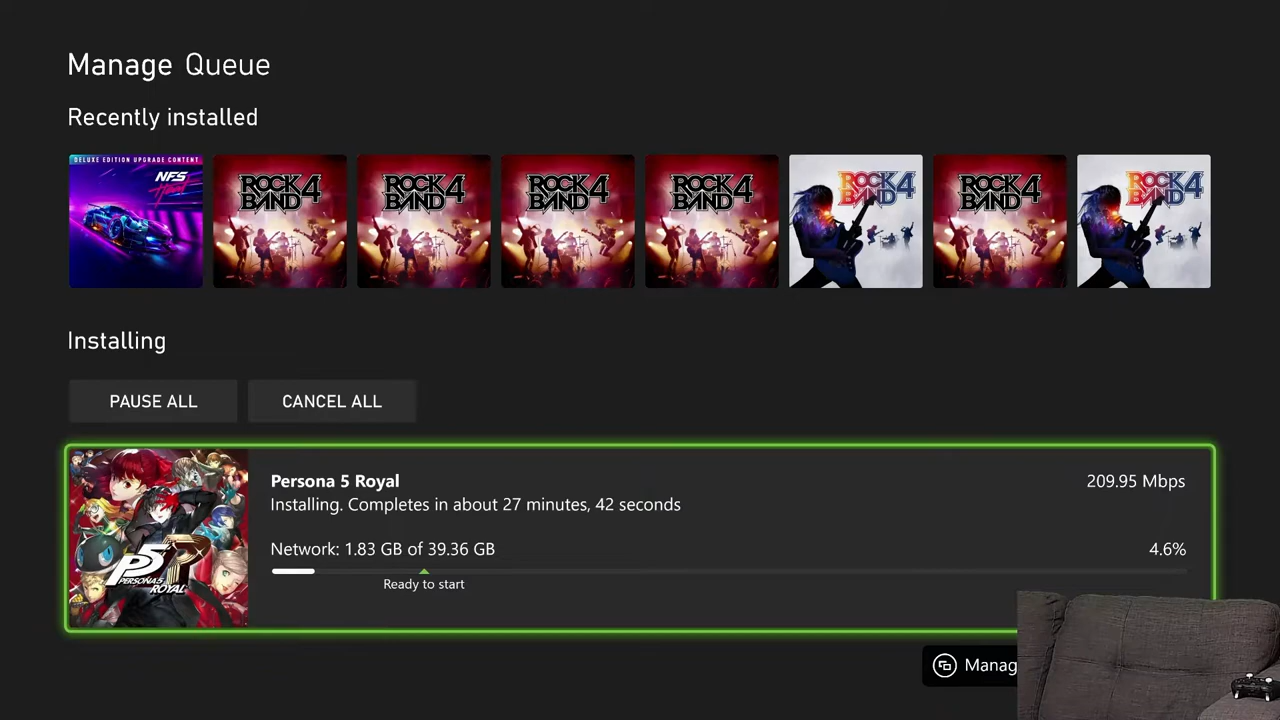 Manage Queue
Recently installed
DELUXE EDITION UPGRADE CONTENT
NFS
Heat
ROCK BAND 4
ROCK BAND 4
ROCK BAND 4
ROCK BAND 4
ROCK BAND 4
ROCK BAND 4
ROCK BAND 4
Installing
PAUSE ALL
CANCEL ALL
Persona 5 Royal
209.95 Mbps
Installing. Completes in about 27 minutes, 42 seconds
Network: 1.83 GB of 39.36 GB
4.6%
Ready to start
P5R
PERSONA5
ROYAL
Manag